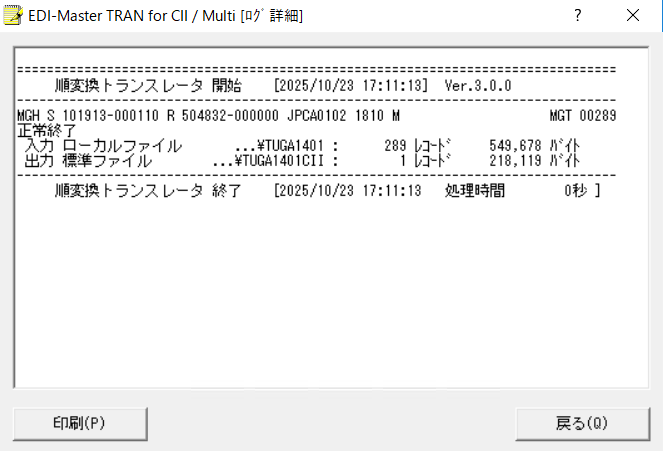 EDI-Master TRAN for CII / Multi [ﾛｸﾞ詳細]
================================================================================
順変換トランスレータ 開始 [2025/10/23 17:11:13] Ver.3.0.0
--------------------------------------------------------------------------------
MGH S 101913-000110 R 504832-000000 JPCA0102 1810 M MGT 00289
正常終了
入力 ローカルファイル ...¥TUGA1401 : 289 ﾚｺｰﾄﾞ 549,678 ﾊﾞｲﾄ
出力 標準ファイル ...¥TUGA1401CII : 1 ﾚｺｰﾄﾞ 218,119 ﾊﾞｲﾄ
--------------------------------------------------------------------------------
順変換トランスレータ 終了 [2025/10/23 17:11:13 処理時間 0秒 ]
印刷(P) 戻る(Q)